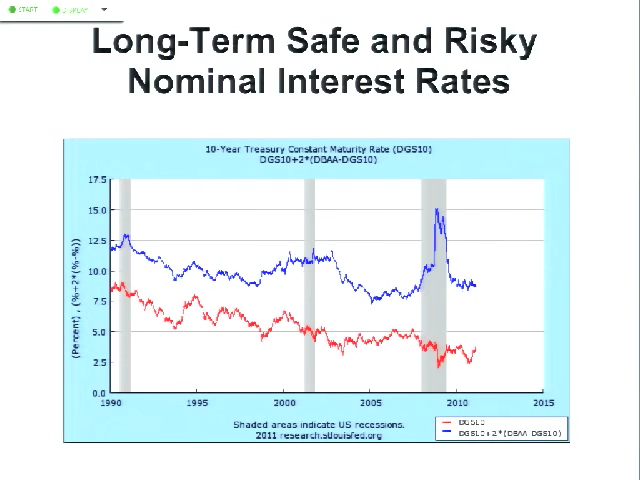 START DISPLAY
Long-Term Safe and Risky
Nominal Interest Rates
10-Year Treasury Constant Maturity Rate (DGS10)
DGS10+2*(DBAA-DGS10)
(Percent) , (%+2*(%-%))
17.5
15.0
12.5
10.0
7.5
5.0
2.5
0.0
1990 1995 2000 2005 2010 2015
Shaded areas indicate US recessions.
2011 research.stlouisfed.org
DGS10
DGS10+2*(DBAA-DGS10)